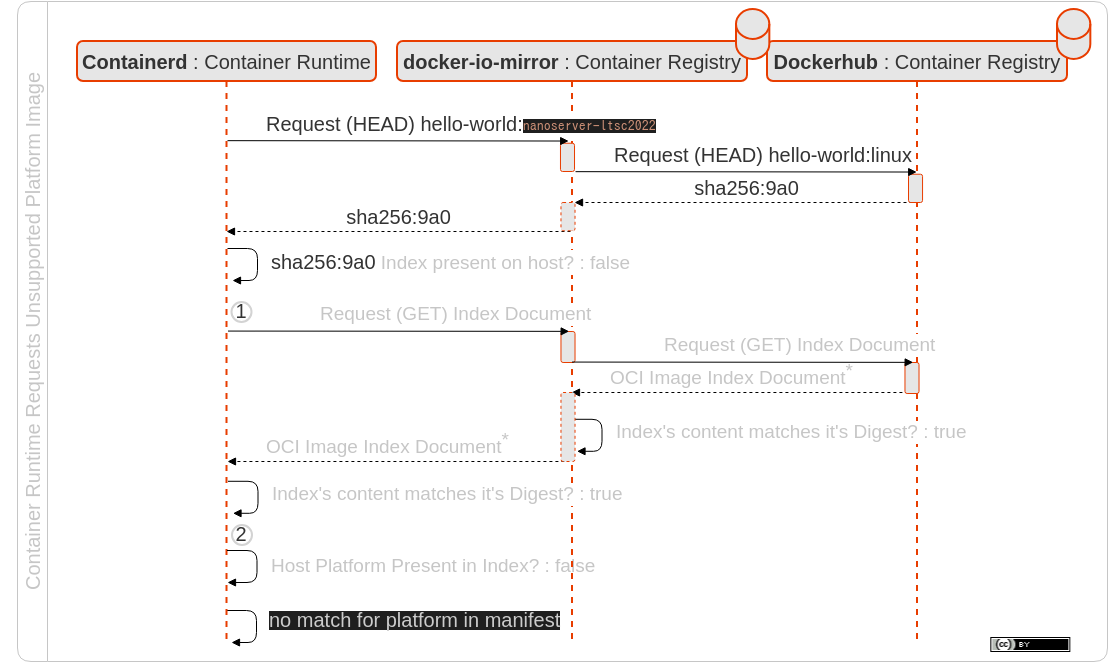 Container Runtime Requests Unsupported Platform Image
Containerd : Container Runtime
docker-io-mirror : Container Registry
Dockerhub : Container Registry
Request (HEAD) hello-world:nanoserver-ltsc2022
Request (HEAD) hello-world:linux
sha256:9a0
sha256:9a0
sha256:9a0 Index present on host? : false
1
Request (GET) Index Document
Request (GET) Index Document
OCI Image Index Document*
Index's content matches it's Digest? : true
OCI Image Index Document*
Index's content matches it's Digest? : true
2
Host Platform Present in Index? : false
no match for platform in manifest
cc BY